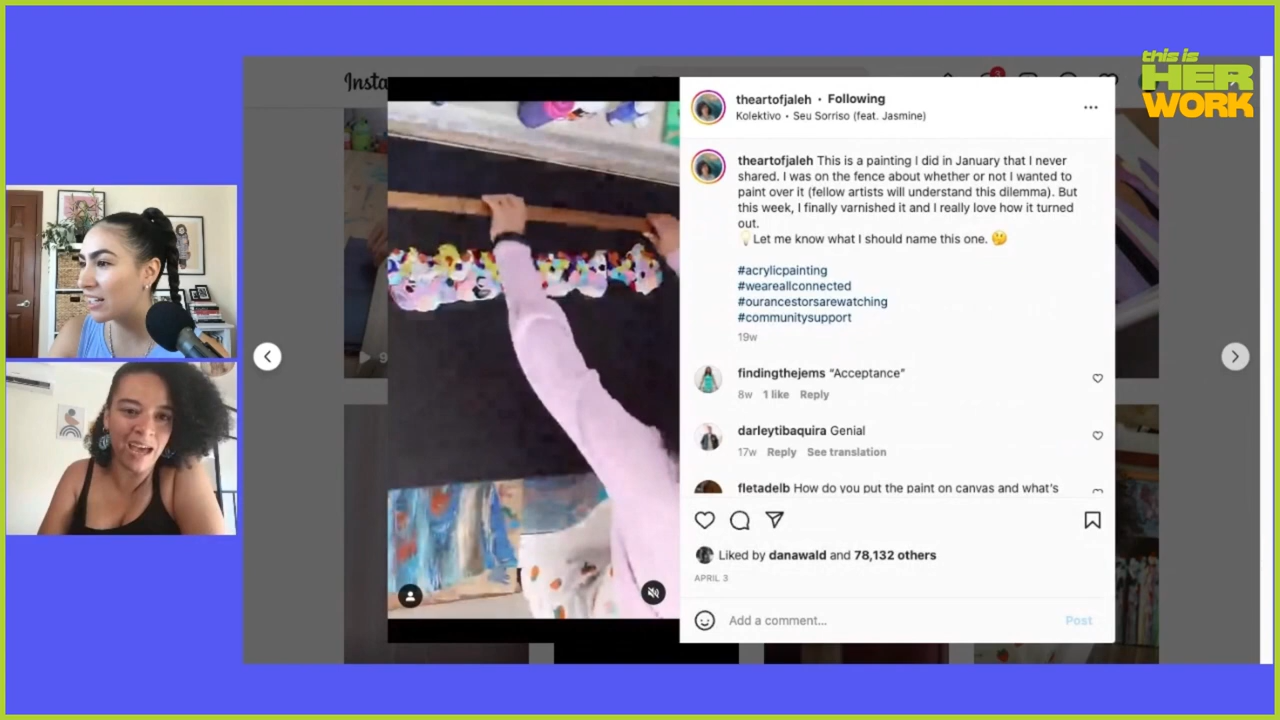 this is
HER
WORK
Insta
3
theartofjaleh • Following
Kolektivo • Seu Sorriso (feat. Jasmine)
theartofjaleh This is a painting I did in January that I never
shared. I was on the fence about whether or not I wanted to
paint over it (fellow artists will understand this dilemma). But
this week, I finally varnished it and I really love how it turned
out.
💡Let me know what I should name this one. 🤔
#acrylicpainting
#weareallconnected
#ourancestorsarewatching
#communitysupport
19w
findingthejems “Acceptance”
8w 1 like Reply
darleytibaquira Genial
17w Reply See translation
fletadelb How do you put the paint on canvas and what's
Liked by danawald and 78,132 others
APRIL 3
Add a comment... Post
9